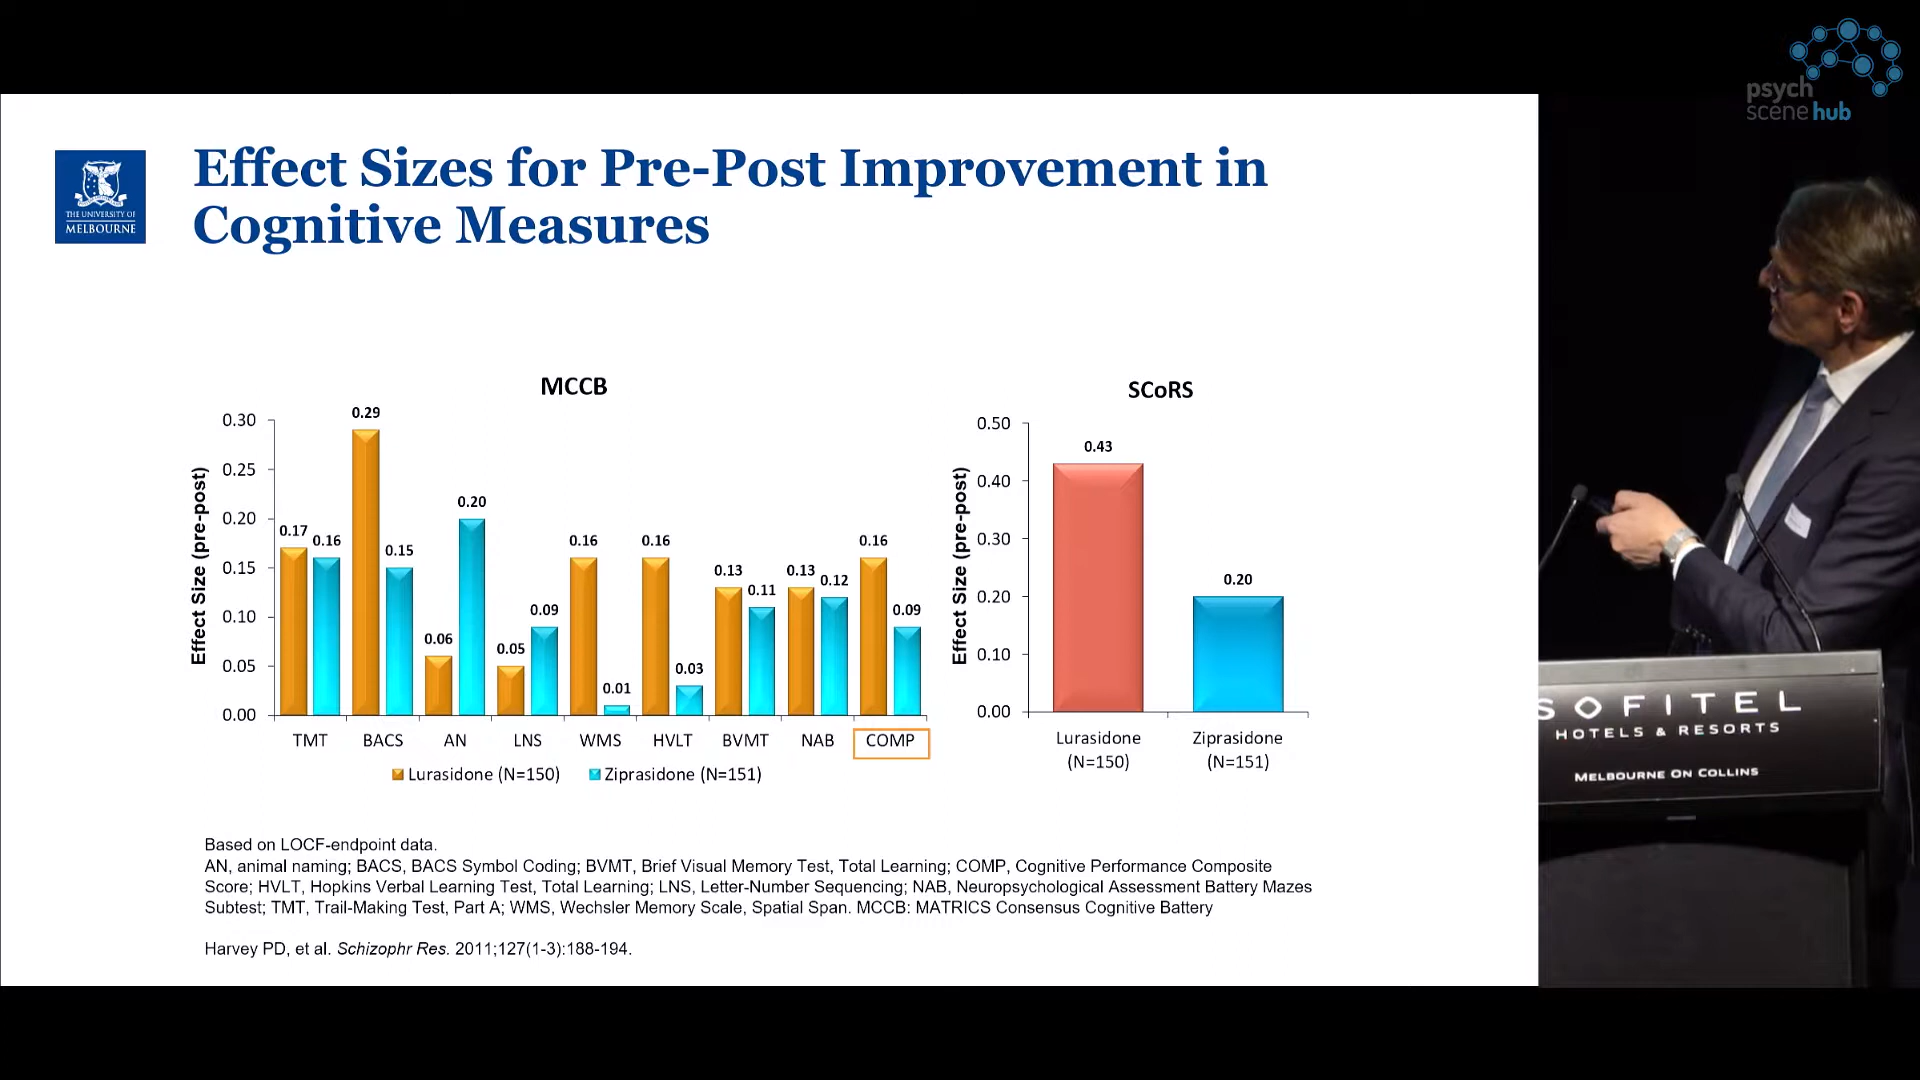 psych
scene hub
THE UNIVERSITY OF
MELBOURNE
Effect Sizes for Pre-Post Improvement in
Cognitive Measures
MCCB
Effect Size (pre-post)
0.30
0.25
0.20
0.15
0.10
0.05
0.00
0.17
0.16
0.29
0.15
0.06
0.20
0.05
0.09
0.16
0.01
0.16
0.03
0.13
0.11
0.13
0.12
0.16
0.09
TMT BACS AN LNS WMS HVLT BVMT NAB COMP
Lurasidone (N=150) Ziprasidone (N=151)
SCoRS
Effect Size (pre-post)
0.50
0.40
0.30
0.20
0.10
0.00
0.43
0.20
Lurasidone Ziprasidone
(N=150) (N=151)
Based on LOCF-endpoint data.
AN, animal naming; BACS, BACS Symbol Coding; BVMT, Brief Visual Memory Test, Total Learning; COMP, Cognitive Performance Composite
Score; HVLT, Hopkins Verbal Learning Test, Total Learning; LNS, Letter-Number Sequencing; NAB, Neuropsychological Assessment Battery Mazes
Subtest; TMT, Trail-Making Test, Part A; WMS, Wechsler Memory Scale, Spatial Span. MCCB: MATRICS Consensus Cognitive Battery
Harvey PD, et al. Schizophr Res. 2011;127(1-3):188-194.
SOFITEL
HOTELS & RESORTS
MELBOURNE ON COLLINS